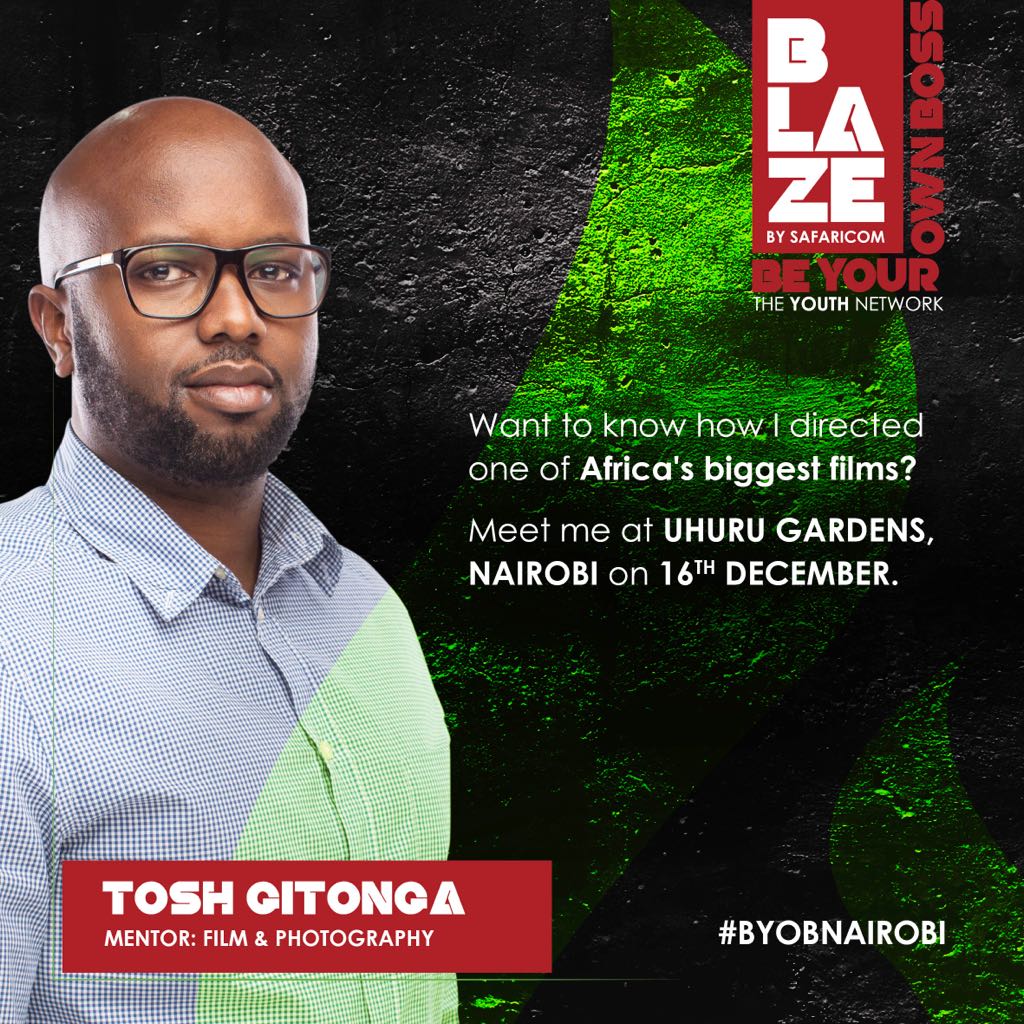 B
LA
ZE
BY SAFARICOM
BE YOUR
OWN BOSS
THE YOUTH NETWORK
Want to know how I directed
one of Africa's biggest films?
Meet me at UHURU GARDENS,
NAIROBI on 16TH DECEMBER.
TOSH GITONGA
MENTOR: FILM & PHOTOGRAPHY
#BYOBNAIROBI